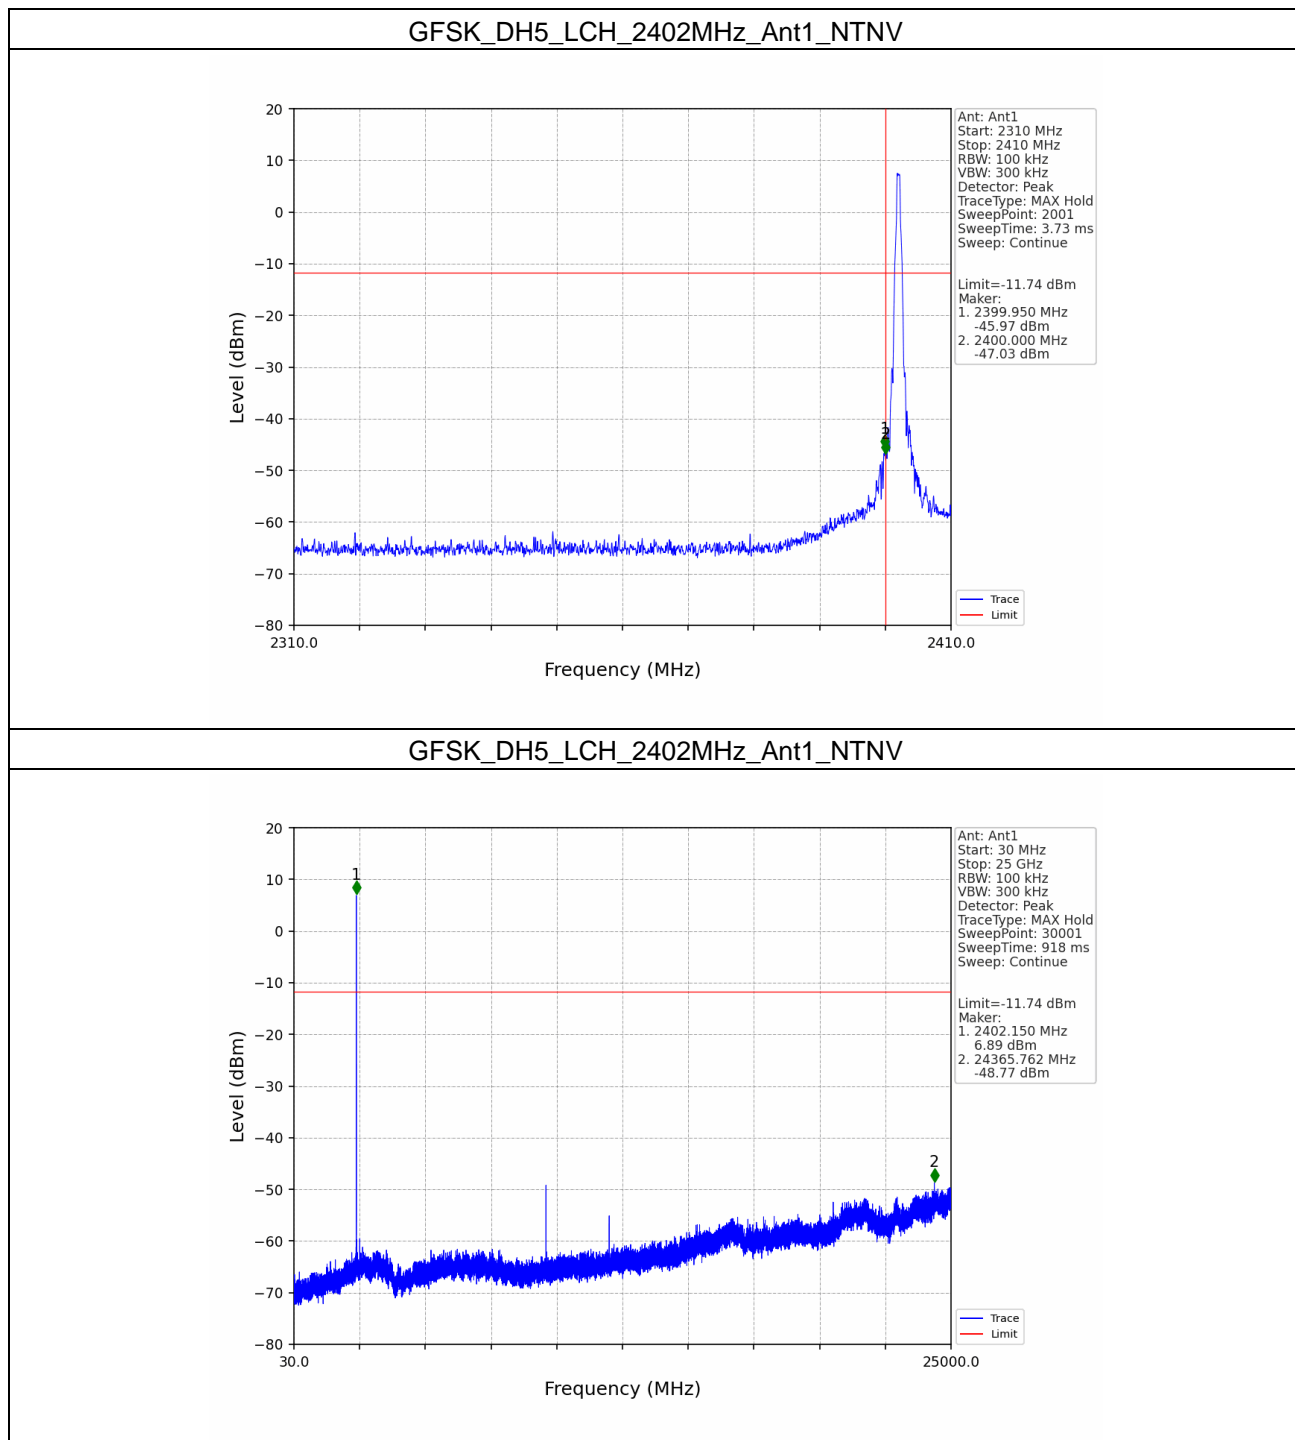 GFSK_DH5_LCH_2402MHz_Ant1_NTNV
20
10
0
−10
−20
−30
−40
−50
−60
−70
−80
Level (dBm)
1
2
2310.0
2410.0
Frequency (MHz)
Ant: Ant1
Start: 2310 MHz
Stop: 2410 MHz
RBW: 100 kHz
VBW: 300 kHz
Detector: Peak
TraceType: MAX Hold
SweepPoint: 2001
SweepTime: 3.73 ms
Sweep: Continue
Limit=-11.74 dBm
Maker:
1. 2399.950 MHz
-45.97 dBm
2. 2400.000 MHz
-47.03 dBm
Trace
Limit
GFSK_DH5_LCH_2402MHz_Ant1_NTNV
20
10
0
−10
−20
−30
−40
−50
−60
−70
−80
Level (dBm)
1
2
30.0
25000.0
Frequency (MHz)
Ant: Ant1
Start: 30 MHz
Stop: 25 GHz
RBW: 100 kHz
VBW: 300 kHz
Detector: Peak
TraceType: MAX Hold
SweepPoint: 30001
SweepTime: 918 ms
Sweep: Continue
Limit=-11.74 dBm
Maker:
1. 2402.150 MHz
6.89 dBm
2. 24365.762 MHz
-48.77 dBm
Trace
Limit